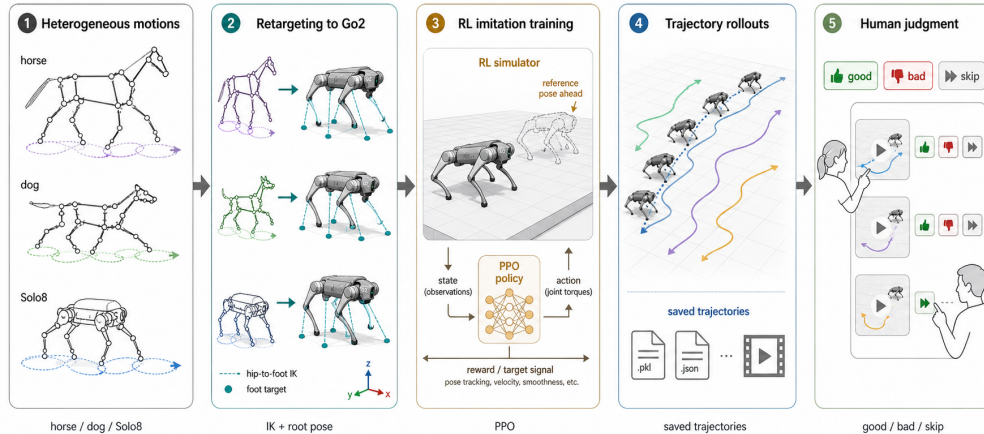 1 Heterogeneous motions
horse
dog
Solo8
horse / dog / Solo8
2 Retargeting to Go2
hip-to-foot IK
foot target
z
y
x
IK + root pose
3 RL imitation training
RL simulator
reference
pose ahead
state
(observations)
PPO
policy
action
(joint torques)
reward / target signal
pose tracking, velocity, smoothness, etc.
PPO
4 Trajectory rollouts
saved trajectories
.pkl
.json
...
saved trajectories
5 Human judgment
good
bad
skip
good / bad / skip